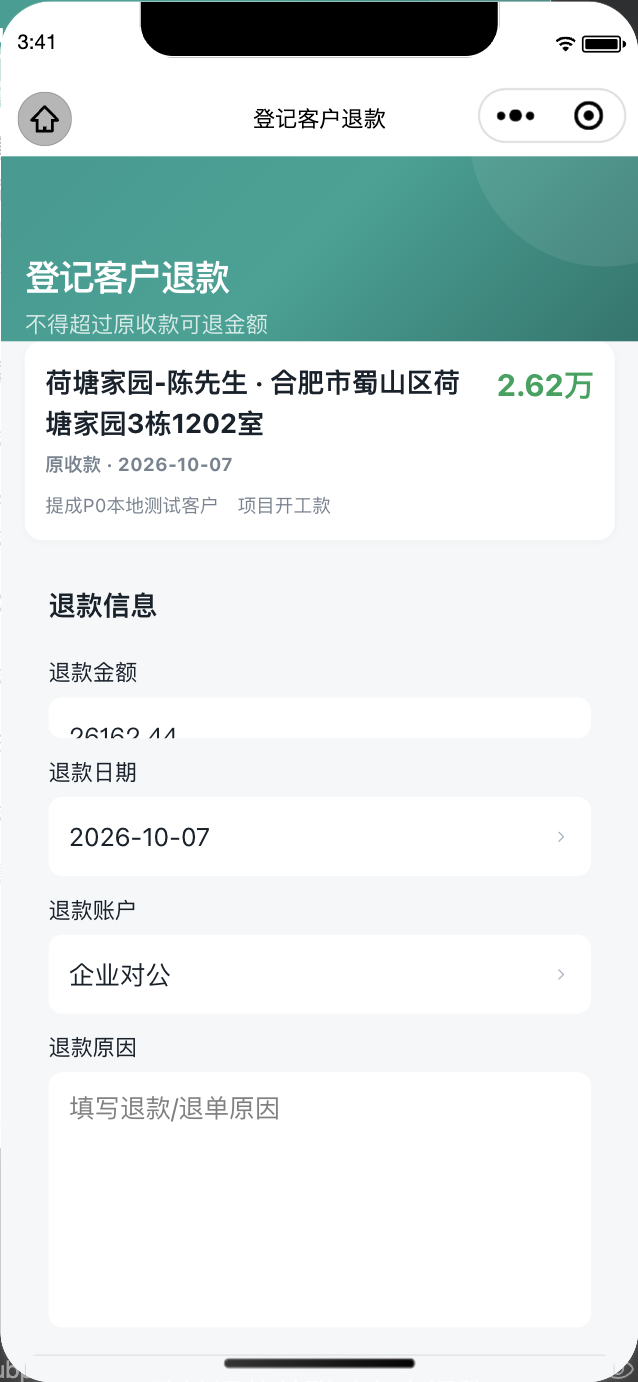 3:41
登记客户退款
登记客户退款
不得超过原收款可退金额
荷塘家园-陈先生 · 合肥市蜀山区荷
塘家园3栋1202室
2.62万
原收款 · 2026-10-07
提成P0本地测试客户 项目开工款
退款信息
退款金额
26162.44
退款日期
2026-10-07
退款账户
企业对公
退款原因
填写退款/退单原因